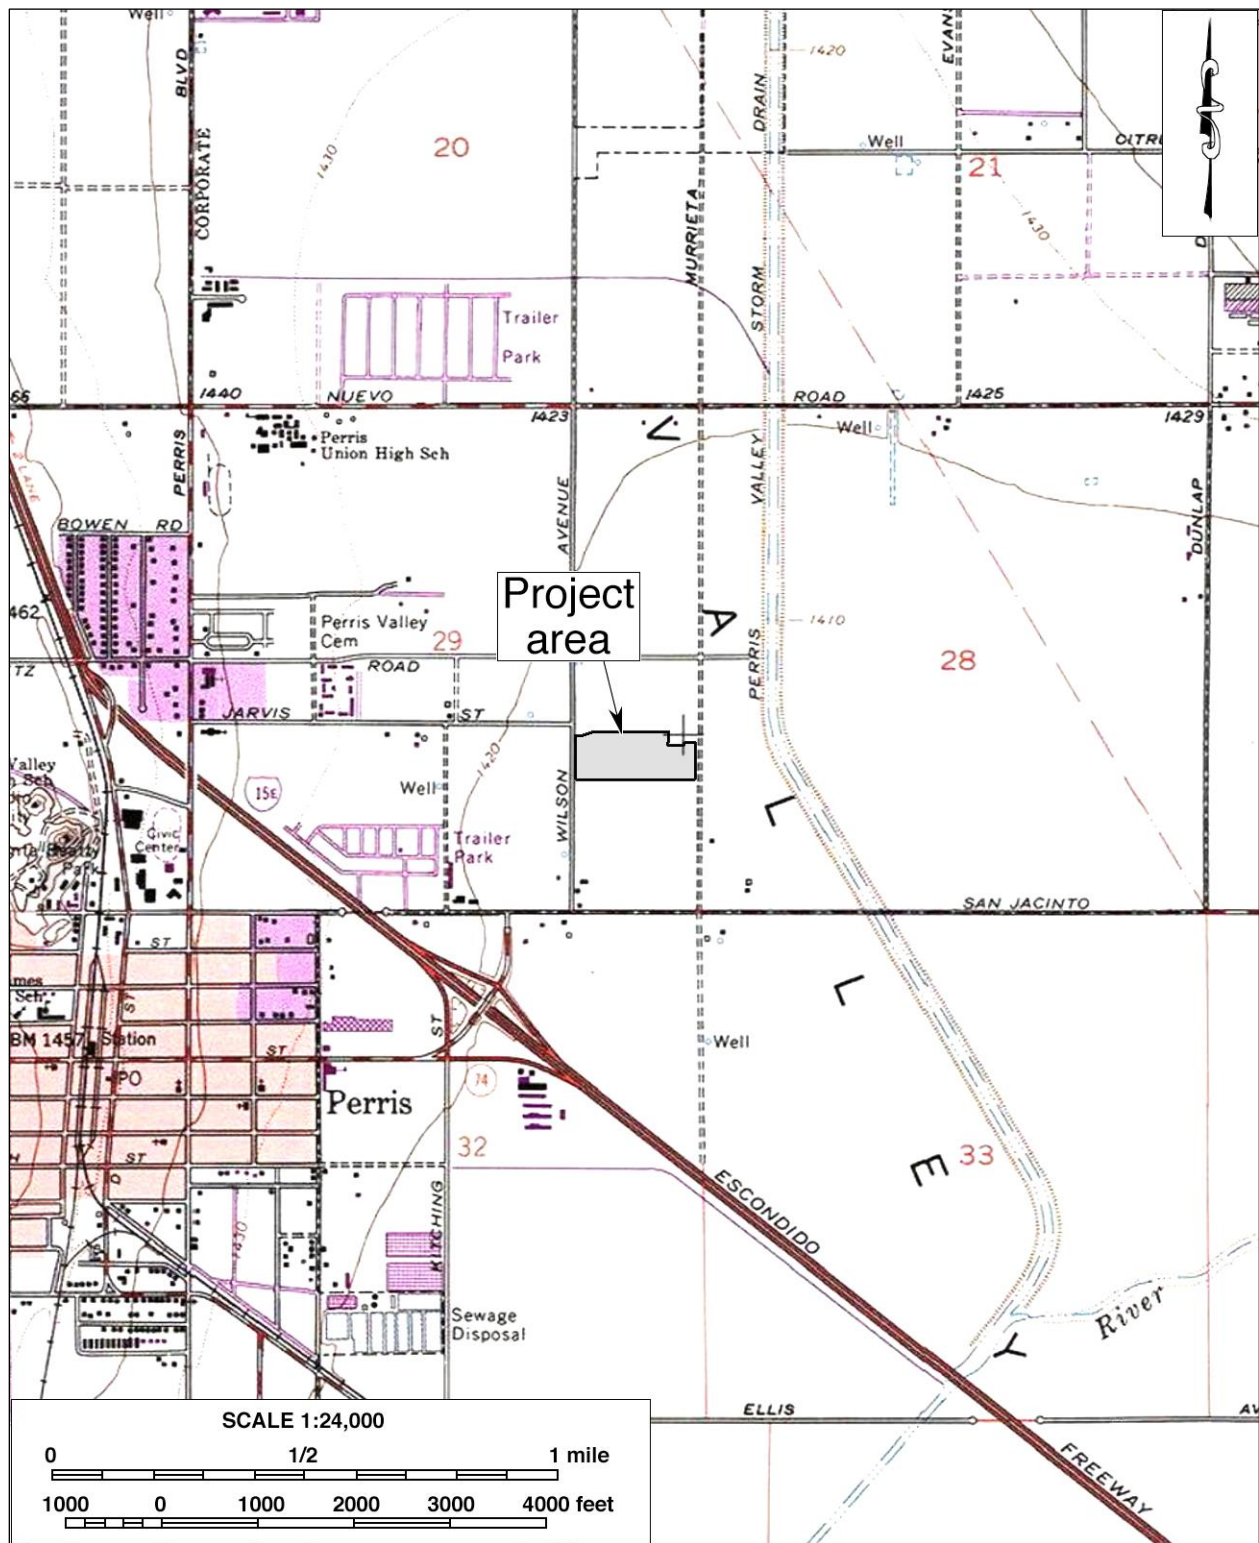 Well
BLVD
CORPORATE
20
1430
1420
DRAIN
STORM
MURRIETA
Well
21
1430
Trailer
Park
1440
NUEVO
1423
ROAD
1425
1429
PERRIS
Perris
Union High Sch
AVENUE
VALLEY
PERRIS
Well
DUNLAP
LANE
BOWEN RD
462
Perris Valley
Cem
29
Project
area
1410
28
ROAD
TZ
JARVIS ST
1420
15E
Well
WILSON
Civic
Center
Trailer
Park
SAN JACINTO
ST
ST
BM 1457
Station
ST
PO
ST
74
Perris
Well
32
33
ST
D
VALLEY
ESCONDIDO
FREEWAY
KITCHING
1430
Sewage
Disposal
River
ELLIS
SCALE 1:24,000
0 1/2 1 mile
1000 0 1000 2000 3000 4000 feet